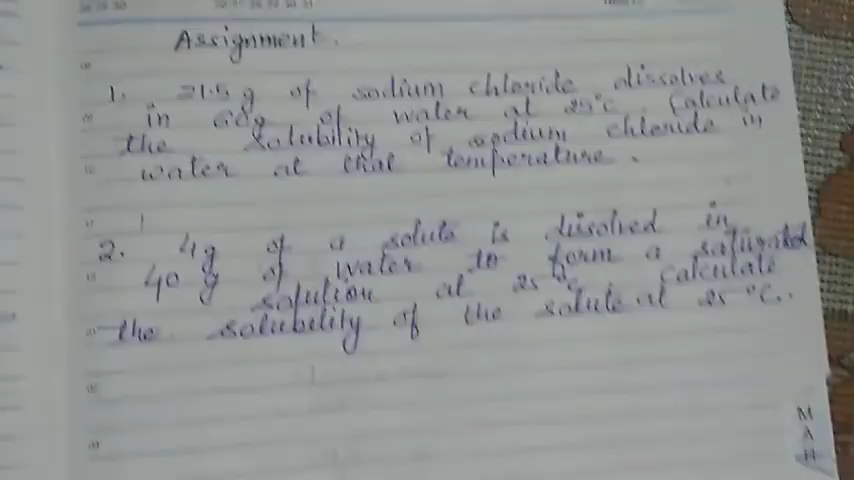 Assignment.
1. 21.5 g of sodium chloride dissolves
in 60g of water at 25°C. Calculate
the solubility of sodium chloride in
water at that temperature.
2. 4g of a solute is dissolved in
40 g of water to form a saturated
solution at 25°C. calculate
the solubility of the solute at 25°C.
M
A